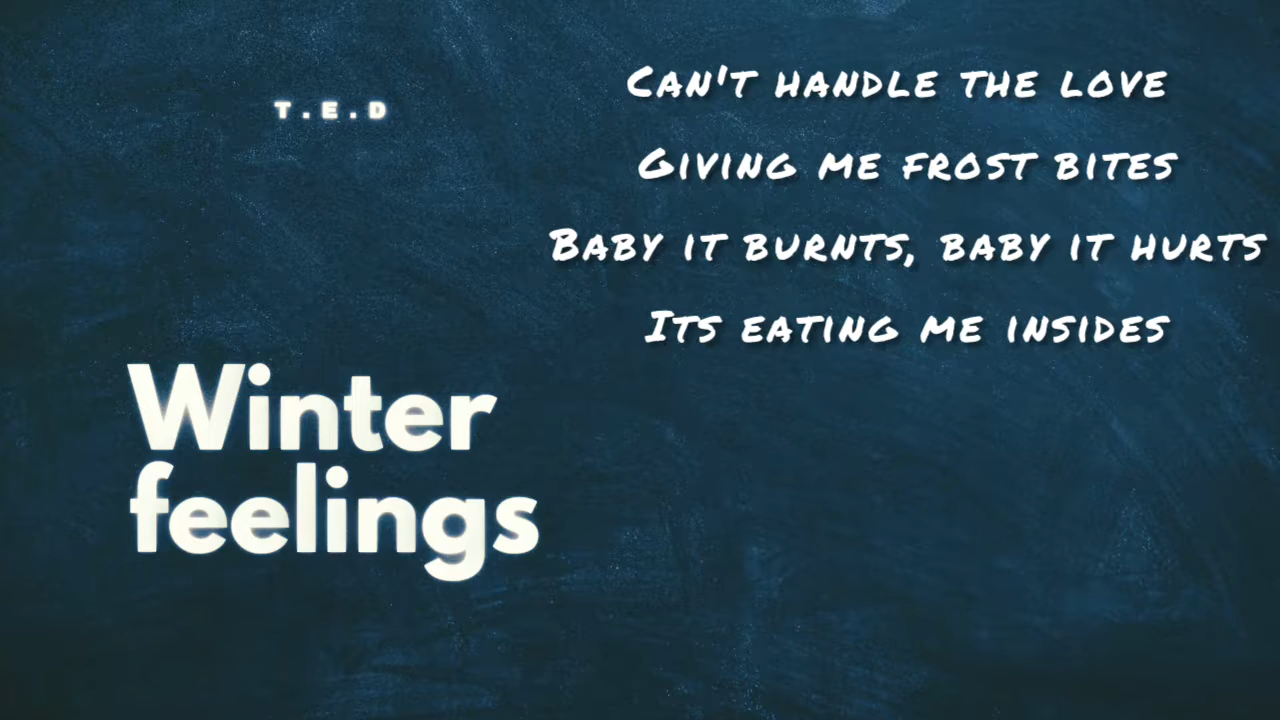 T.E.D
Winter
feelings
Can't handle the love
Giving me frost bites
Baby it burnts, baby it hurts
Its eating me insides